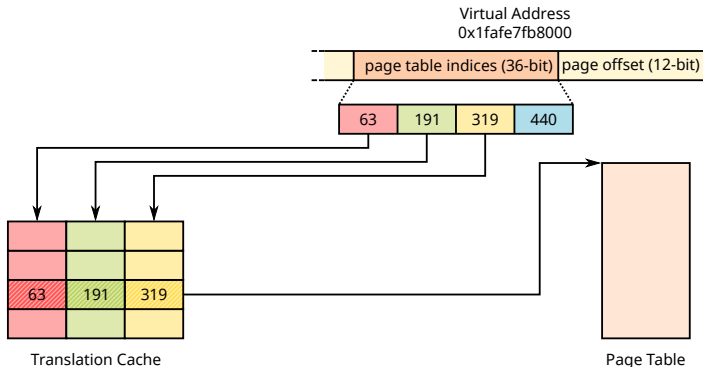 Virtual Address
0x1fafe7fb8000
page table indices (36-bit) page offset (12-bit)
63 191 319 440
63 191 319
Translation Cache
Page Table